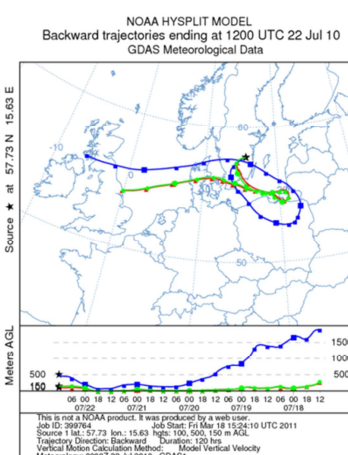 NOAA HYSPLIT MODEL
Backward trajectories ending at 1200 UTC 22 Jul 10
GDAS Meteorological Data
Source ★ at 57.73 N 15.63 E
-10
0
60
50
Meters AGL
500
150
1500
1000
500
06 00 18 12 06 00 18 12 06 00 18 12 06 00 18 12 06 00 18 12
07/22 07/21 07/20 07/19 07/18
This is not a NOAA product. It was produced by a web user.
Job ID: 399764 Job Start: Fri Mar 18 15:24:10 UTC 2011
Source 1 lat.: 57.73 lon.: 15.63 hgts: 100, 500, 150 m AGL
Trajectory Direction: Backward Duration: 120 hrs
Vertical Motion Calculation Method: Model Vertical Velocity